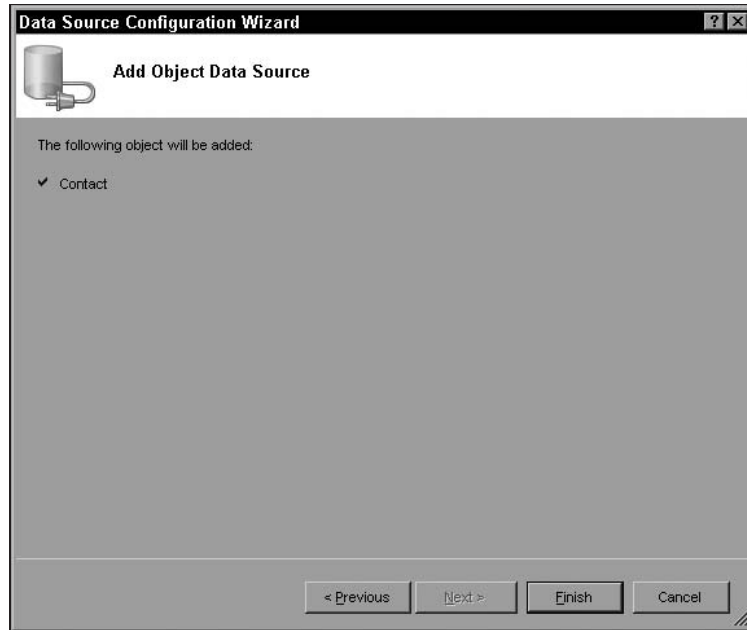 Data Source Configuration Wizard
Add Object Data Source
The following object will be added:
Contact
< Previous Next > Finish Cancel